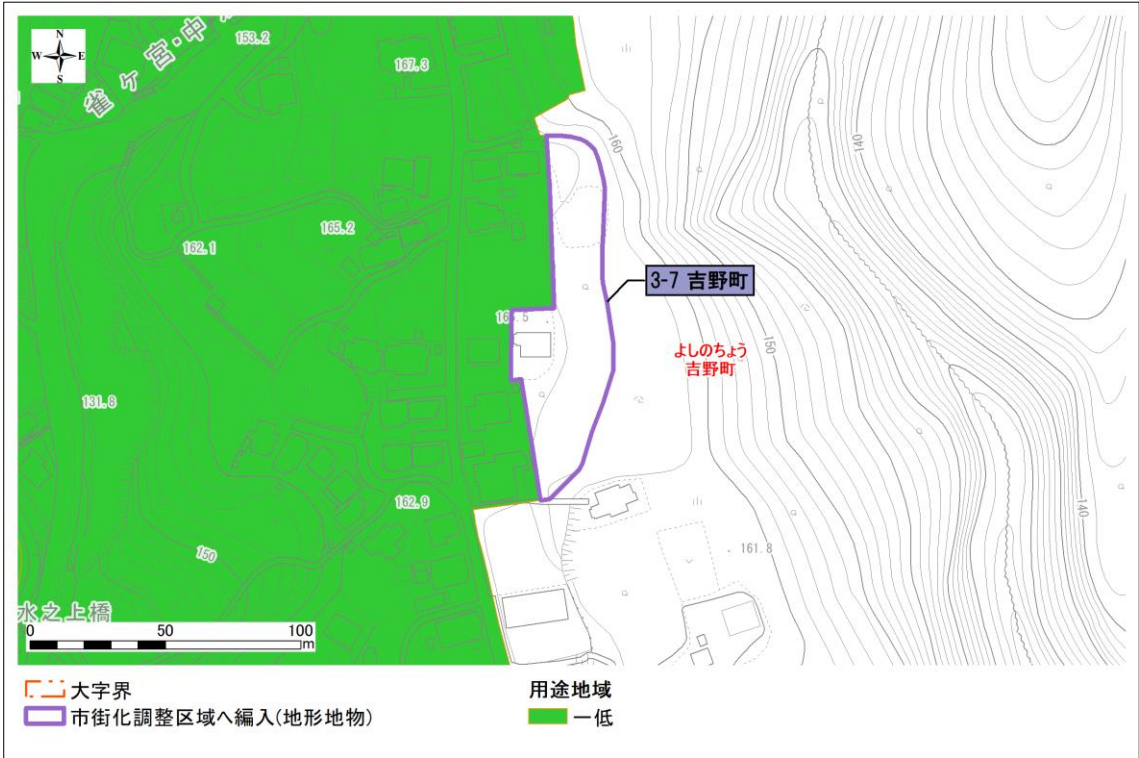 N
W E
S
雀ケ宮・中
153.2
167.3
160
140
165.2
162.1
3-7 吉野町
よしのちょう
吉野町
150
131.8
162.9
150
161.8
140
水之上橋
0 50 100
m
大字界
市街化調整区域へ編入(地形地物)
用途地域
一低